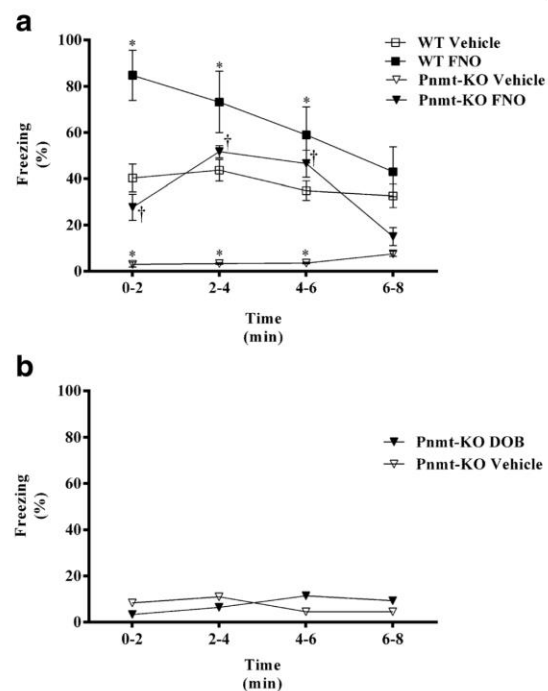 a
100
80
60
40
20
0
Freezing
(%)
* * *
† † †
* * *
WT Vehicle
WT FNO
Pnmt-KO Vehicle
Pnmt-KO FNO
0-2 2-4 4-6 6-8
Time
(min)
b
100
80
60
40
20
0
Freezing
(%)
Pnmt-KO DOB
Pnmt-KO Vehicle
0-2 2-4 4-6 6-8
Time
(min)